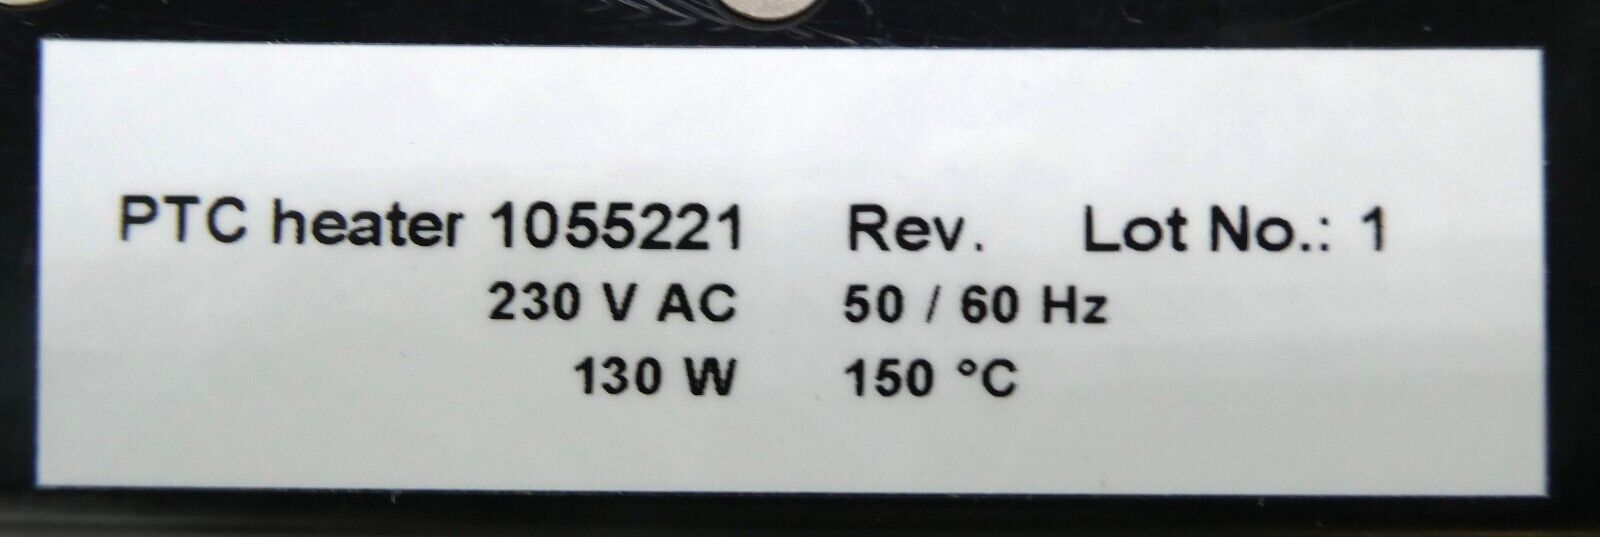 PTC heater 1055221 Rev. Lot No.: 1
230 V AC 50 / 60 Hz
130 W 150 °C